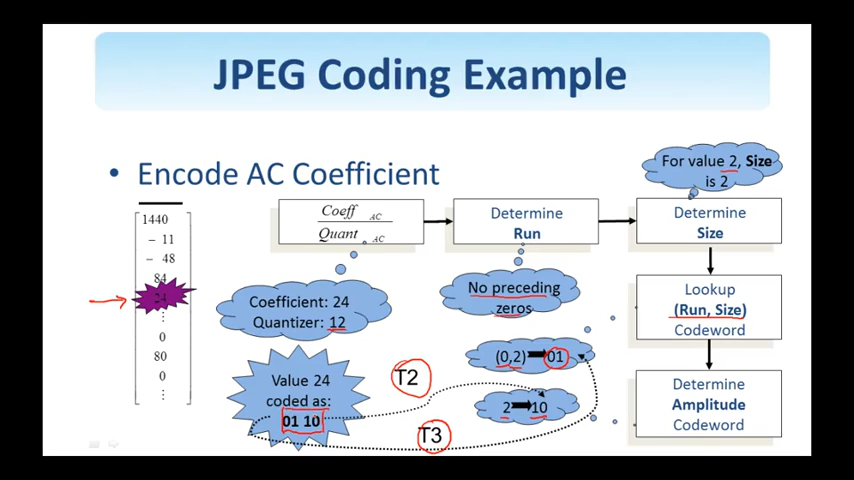 JPEG Coding Example
• Encode AC Coefficient
For value 2, Size
is 2
1440
- 11
- 48
84
24
⋮
0
80
0
⋮
Coeff AC
Quant AC
Determine
Run
Determine
Size
Coefficient: 24
Quantizer: 12
No preceding
zeros
Lookup
(Run, Size)
Codeword
Value 24
coded as:
01 10
T2
(0,2) 01
2 10
T3
Determine
Amplitude
Codeword